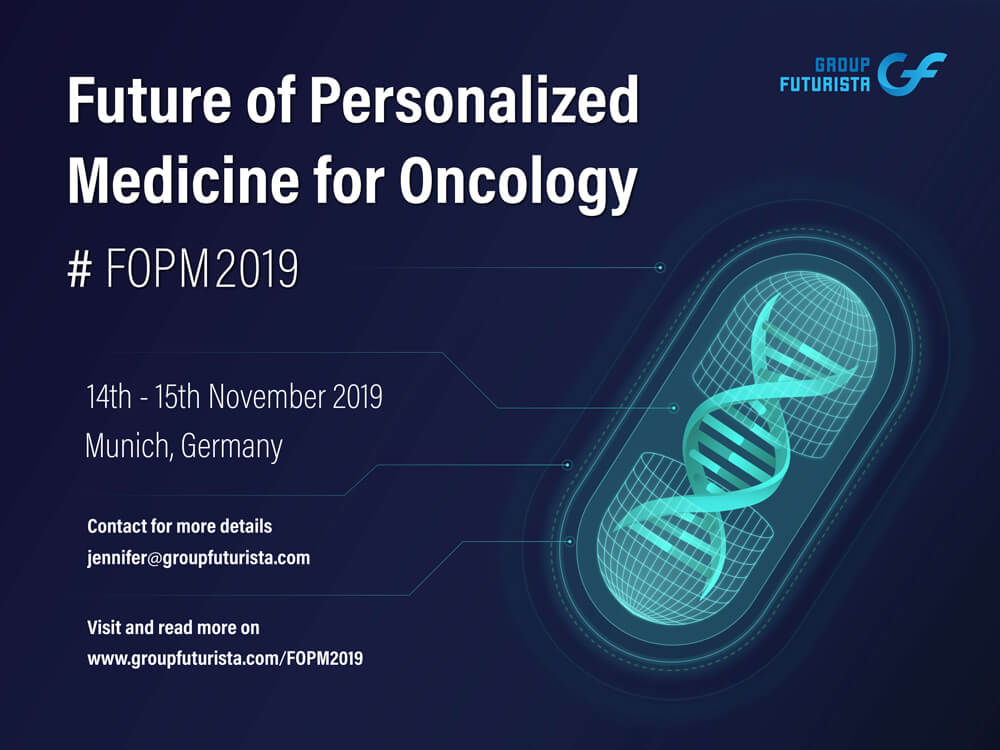 GROUP
FUTURISTA
Future of Personalized
Medicine for Oncology
# FOPM2019
14th - 15th November 2019
Munich, Germany
Contact for more details
jennifer@groupfuturista.com
Visit and read more on
www.groupfuturista.com/FOPM2019